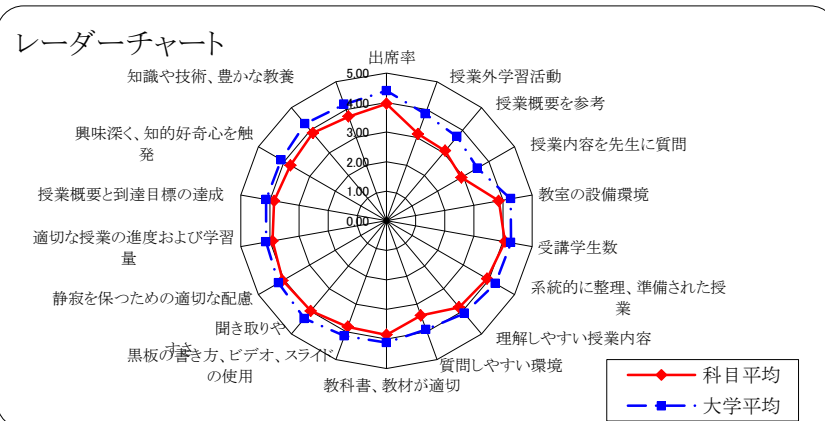 レーダーチャート
出席率
授業外学習活動
授業概要を参考
授業内容を先生に質問
教室の設備環境
受講学生数
系統的に整理、準備された授
業
理解しやすい授業内容
質問しやすい環境
教科書、教材が適切
黒板の書き方、ビデオ、スライド
の使用
聞き取りや
すさ
静寂を保つための適切な配慮
適切な授業の進度および学習
量
授業概要と到達目標の達成
興味深く、知的好奇心を触
発
知識や技術、豊かな教養
5.00
4.00
3.00
2.00
1.00
0.00
科目平均
大学平均